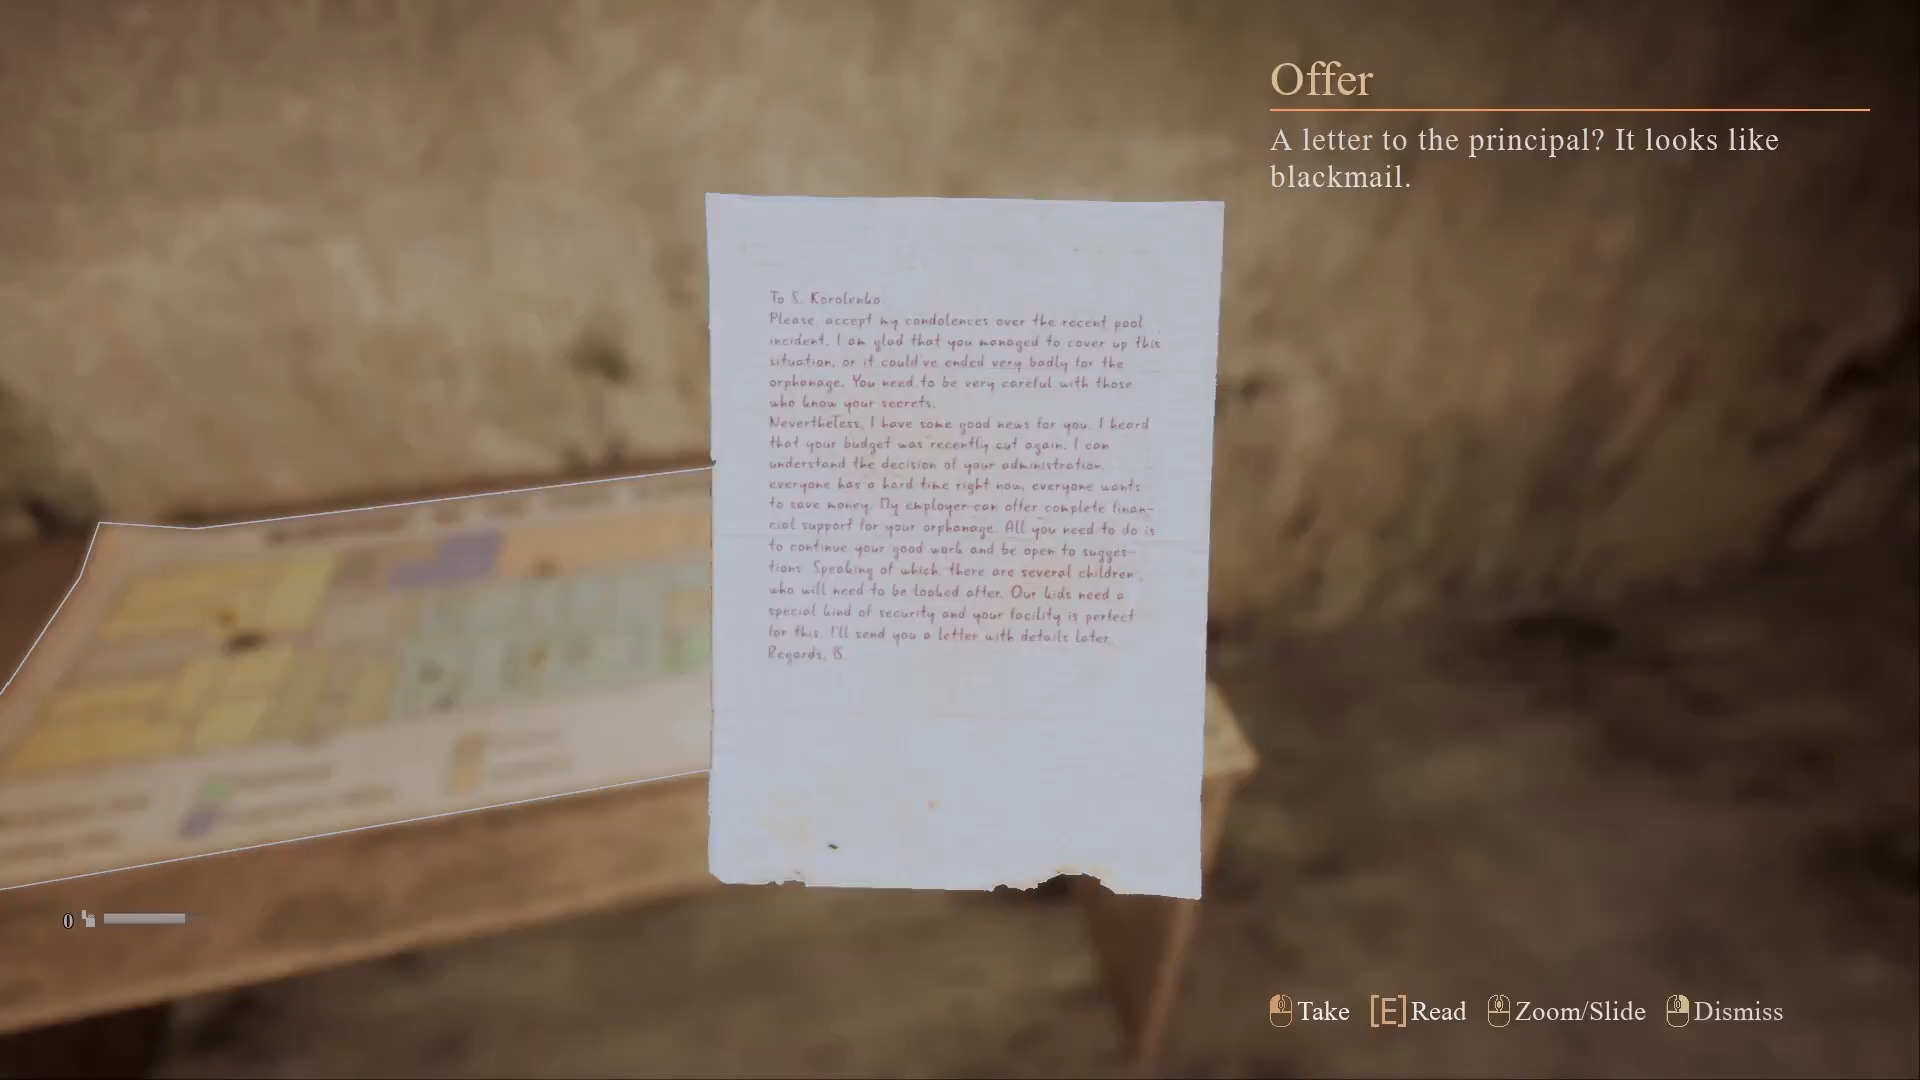 Offer
A letter to the principal? It looks like
blackmail.
To S. Korolenko
Please, accept my condolences over the recent pool
incident. I am glad that you managed to cover up this
situation, or it could've ended very badly for the
orphanage. You need to be very careful with those
who know your secrets.
Nevertheless, I have some good news for you. I heard
that your budget was recently cut again. I can
understand the decision of your administration,
everyone has a hard time right now, everyone wants
to save money. My employer can offer complete finan-
cial support for your orphanage. All you need to do is
to continue your good work and be open to sugges-
tions. Speaking of which, there are several children,
who will need to be looked after. Our kids need a
special kind of security and your facility is perfect
for this. I'll send you a letter with details later.
Regards, B.
0
Take [E] Read Zoom/Slide Dismiss